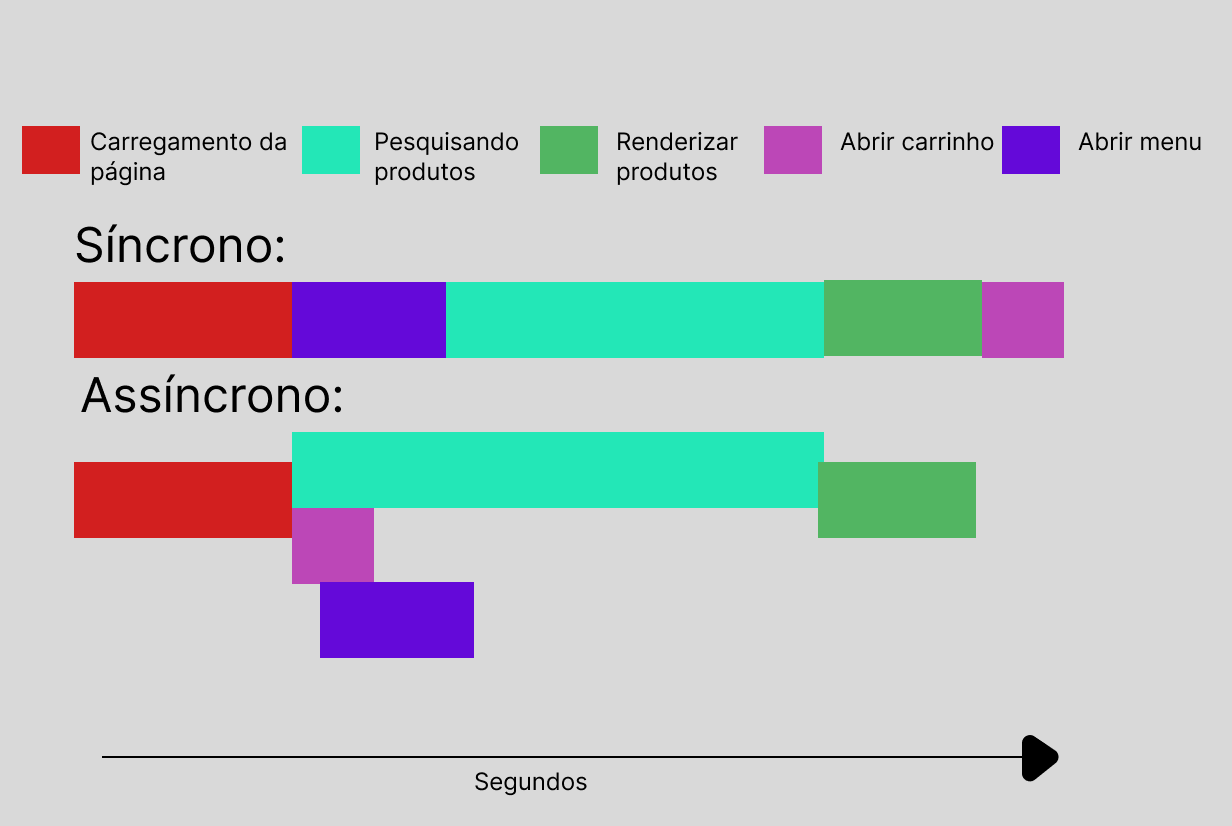 Carregamento da
página
Pesquisando
produtos
Renderizar
produtos
Abrir carrinho
Abrir menu
Síncrono:
Assíncrono:
Segundos